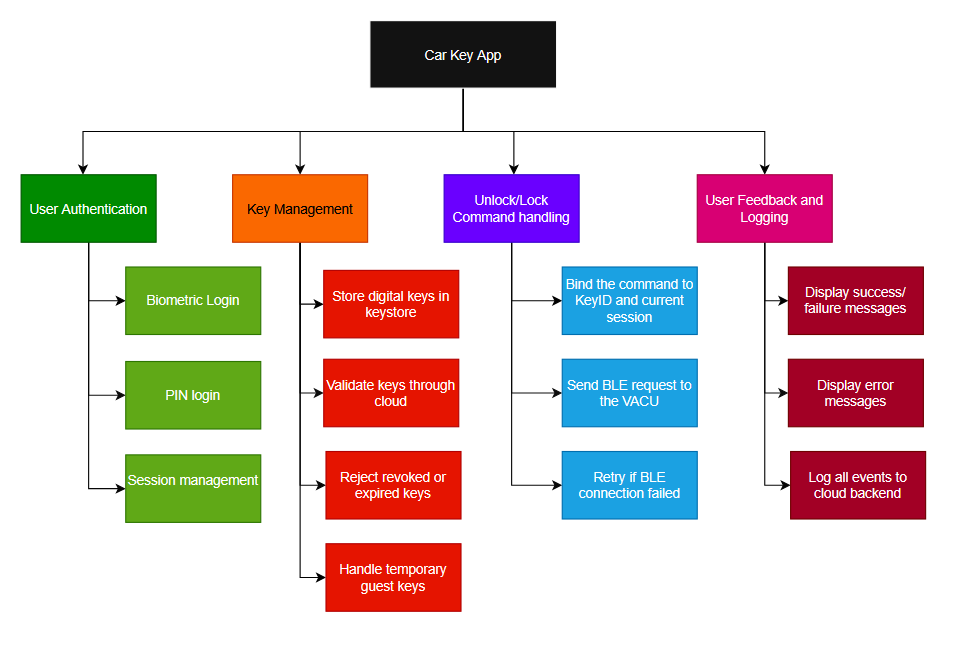 Car Key App
User Authentication
Key Management
Unlock/Lock
Command handling
User Feedback and
Logging
Biometric Login
PIN login
Session management
Store digital keys in
keystore
Validate keys through
cloud
Reject revoked or
expired keys
Handle temporary
guest keys
Bind the command to
KeyID and current
session
Send BLE request to
the VACU
Retry if BLE
connection failed
Display success/
failure messages
Display error
messages
Log all events to
cloud backend